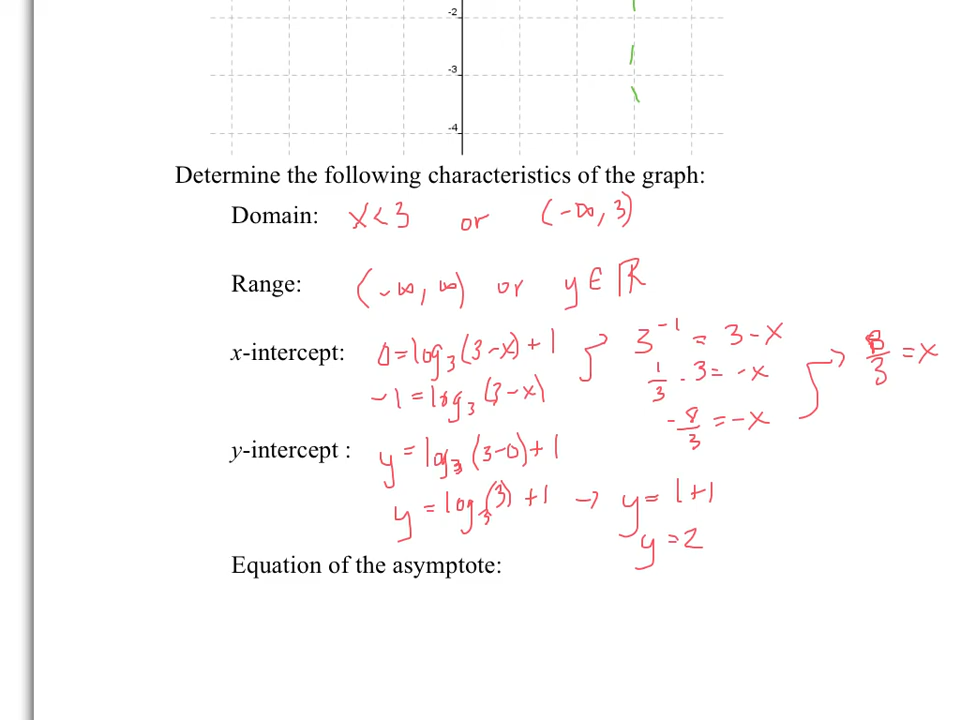 -2
-3
-4
Determine the following characteristics of the graph:
Domain: x < 3 or (-∞, 3)
Range: (-∞, ∞) or y ∈ ℝ
x-intercept: 0 = log₃(3-x) + 1
-1 = log₃(3-x)
3⁻¹ = 3 - x
1/3 - 3 = -x
-8/3 = -x
8/3 = x
y-intercept : y = log₃(3-0) + 1
y = log₃(3) + 1 → y = 1 + 1
y = 2
Equation of the asymptote: